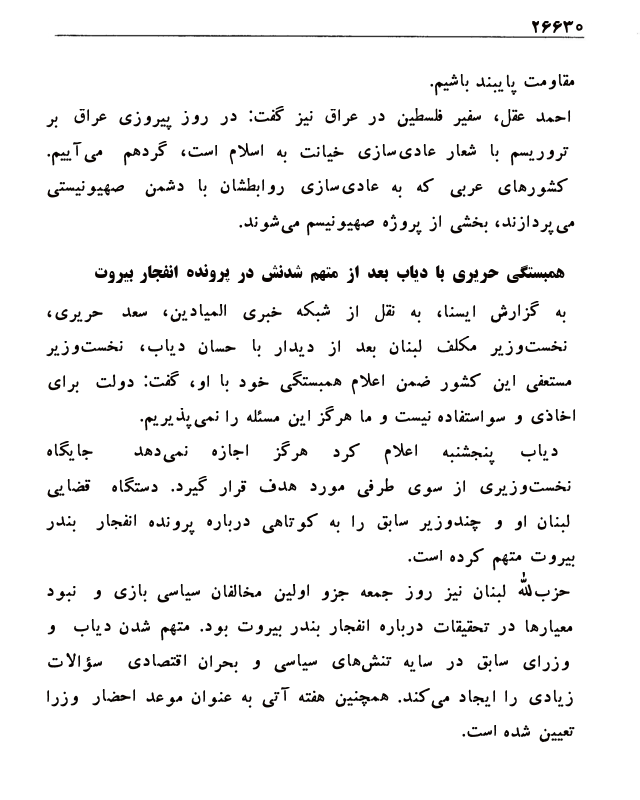 ۲۶۶۳۰
مقاومت پایبند باشیم.
احمد عقل، سفیر فلسطین در عراق نیز گفت: در روز پیروزی عراق بر
تروریسم با شعار عادی‌سازی خیانت به اسلام است، گردهم می‌آییم.
کشورهای عربی که به عادی‌سازی روابطشان با دشمن صهیونیستی
می‌پردازند، بخشی از پروژه صهیونیسم می‌شوند.
همبستگی حریری با دیاب بعد از متهم شدنش در پرونده انفجار بیروت
به گزارش ایسنا، به نقل از شبکه خبری المیادین، سعد حریری،
نخست‌وزیر مکلف لبنان بعد از دیدار با حسان دیاب، نخست‌وزیر
مستعفی این کشور ضمن اعلام همبستگی خود با او، گفت: دولت برای
اخاذی و سواستفاده نیست و ما هرگز این مسئله را نمی‌پذیریم.
دیاب پنجشنبه اعلام کرد هرگز اجازه نمی‌دهد جایگاه
نخست‌وزیری از سوی طرفی مورد هدف قرار گیرد. دستگاه قضایی
لبنان او و چندوزیر سابق را به کوتاهی درباره پرونده انفجار بندر
بیروت متهم کرده است.
حزب‌الله لبنان نیز روز جمعه جزو اولین مخالفان سیاسی بازی و نبود
معیارها در تحقیقات درباره انفجار بندر بیروت بود. متهم شدن دیاب و
وزرای سابق در سایه تنش‌های سیاسی و بحران اقتصادی سؤالات
زیادی را ایجاد می‌کند. همچنین هفته آتی به عنوان موعد احضار وزرا
تعیین شده است.